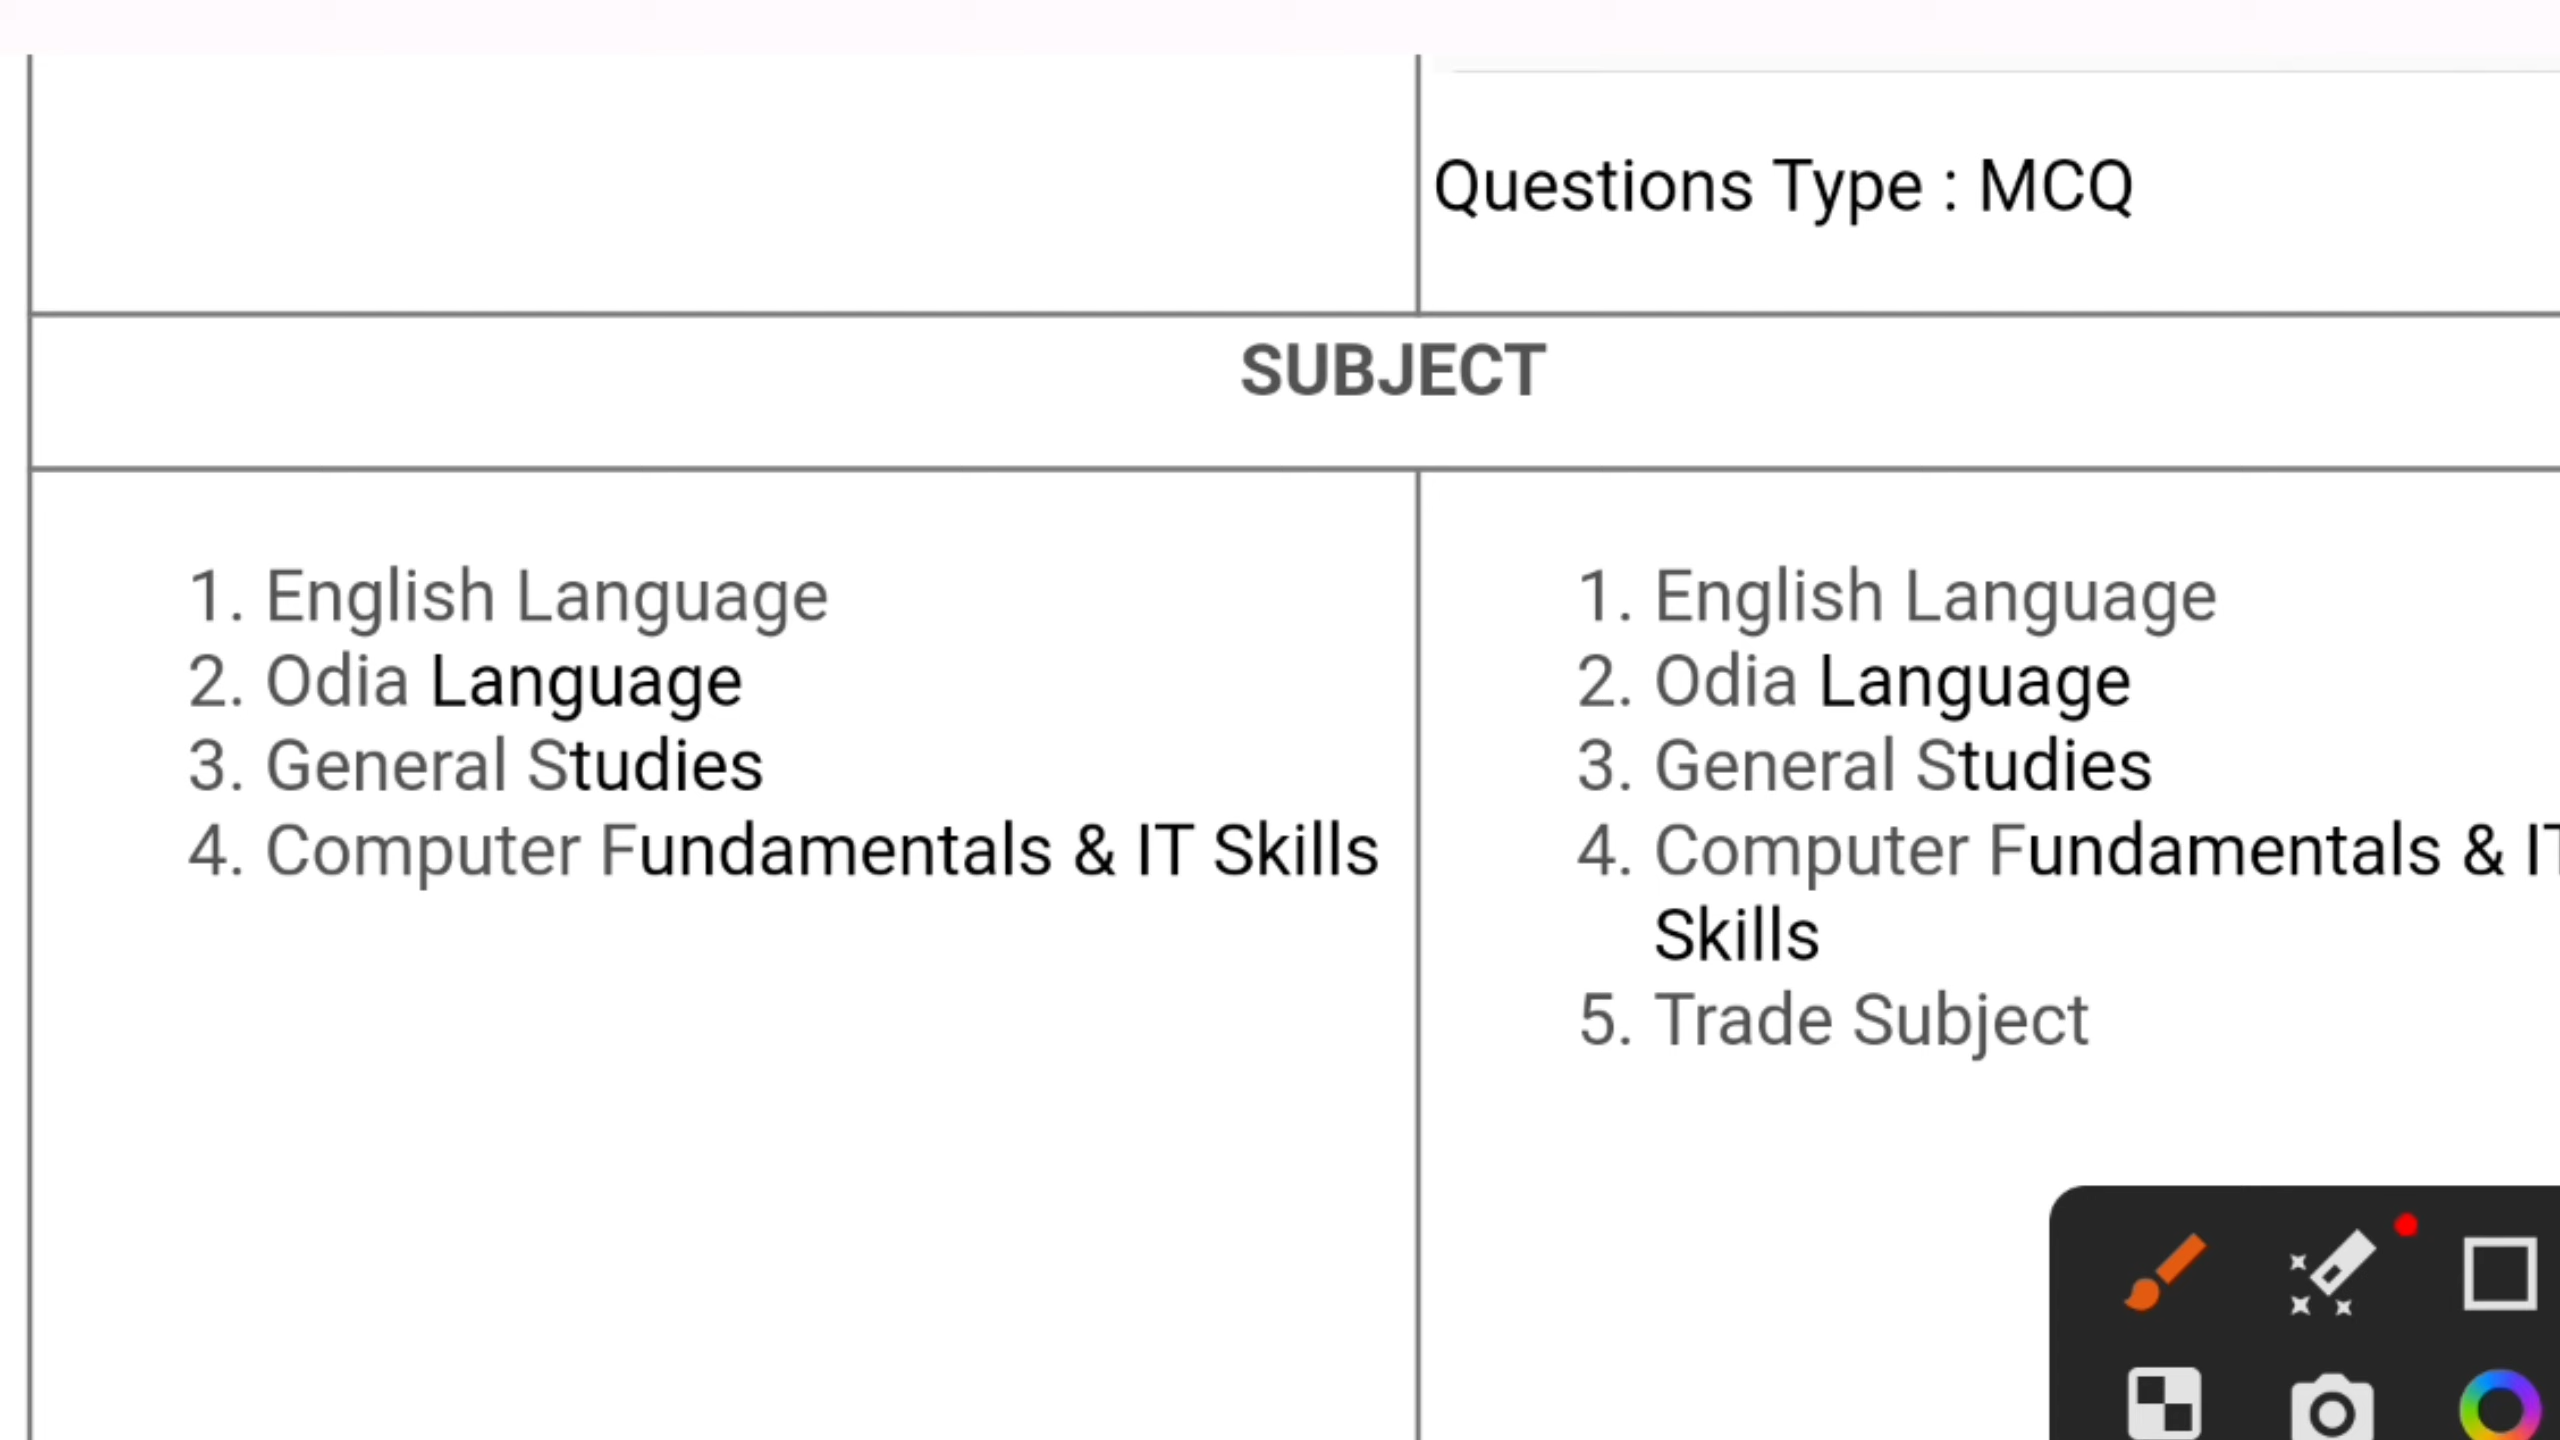 Questions Type : MCQ
SUBJECT
1. English Language
2. Odia Language
3. General Studies
4. Computer Fundamentals & IT Skills
1. English Language
2. Odia Language
3. General Studies
4. Computer Fundamentals & IT
Skills
5. Trade Subject